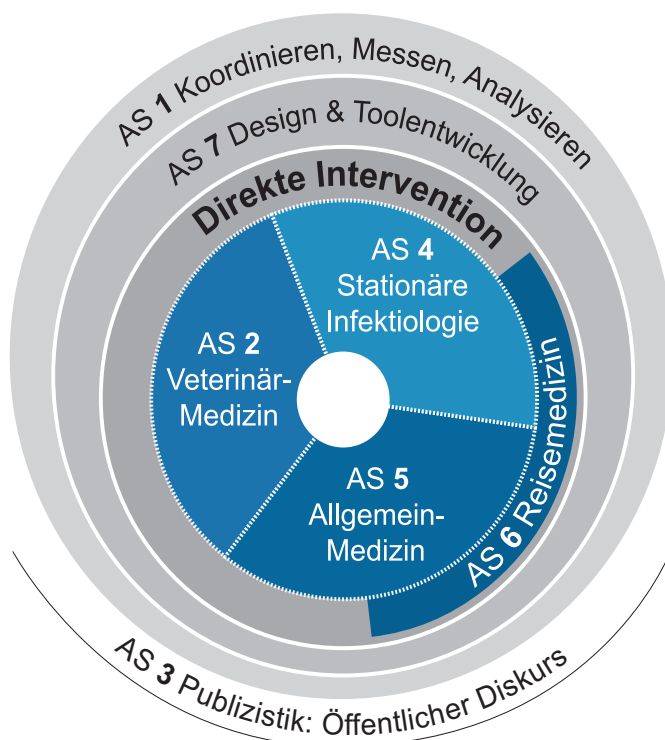 AS 1 Koordinieren, Messen, Analysieren
AS 7 Design & Toolentwicklung
Direkte Intervention
AS 4
Stationäre
Infektiologie
AS 2
Veterinär-
Medizin
AS 5
Allgemein-
Medizin
AS 6 Reisemedizin
AS 3 Publizistik: Öffentlicher Diskurs